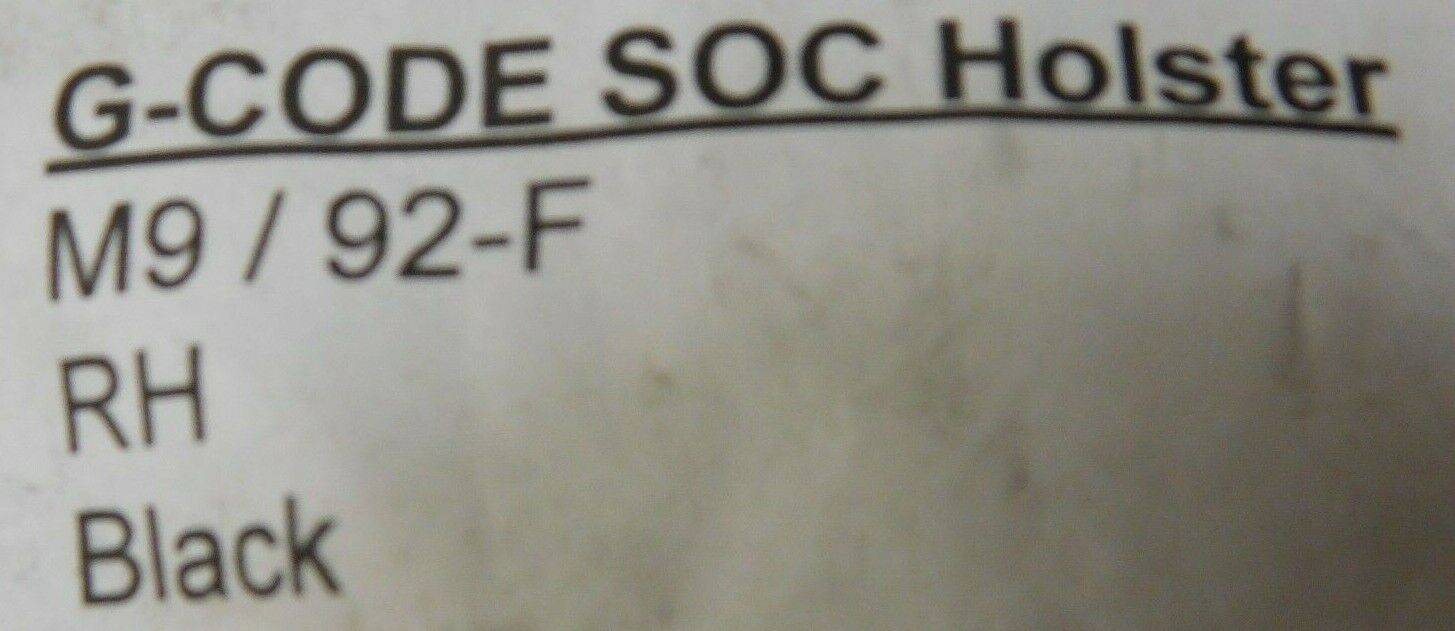 G-CODE SOC Holster
M9 / 92-F
RH
Black